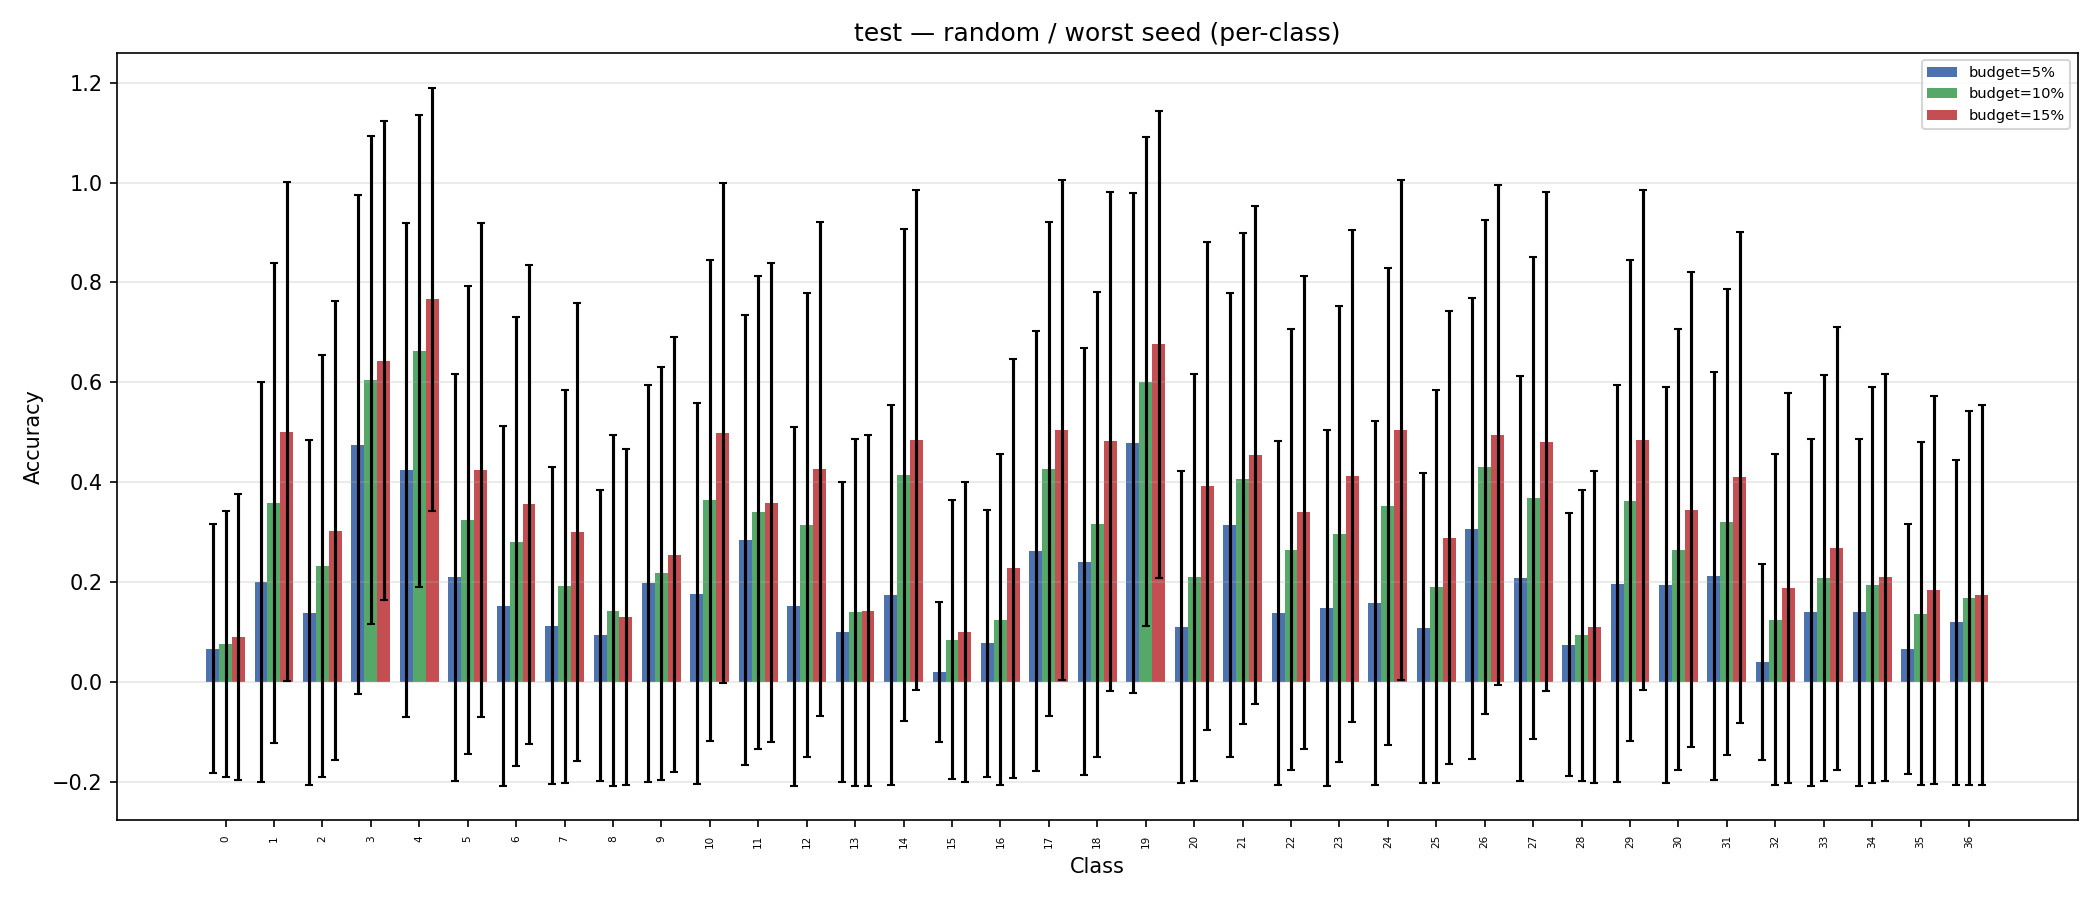 test — random / worst seed (per-class)
budget=5%
budget=10%
budget=15%
Accuracy
1.2
1.0
0.8
0.6
0.4
0.2
0.0
−0.2
0 1 2 3 4 5 6 7 8 9 10 11 12 13 14 15 16 17 18 19 20 21 22 23 24 25 26 27 28 29 30 31 32 33 34 35 36
Class